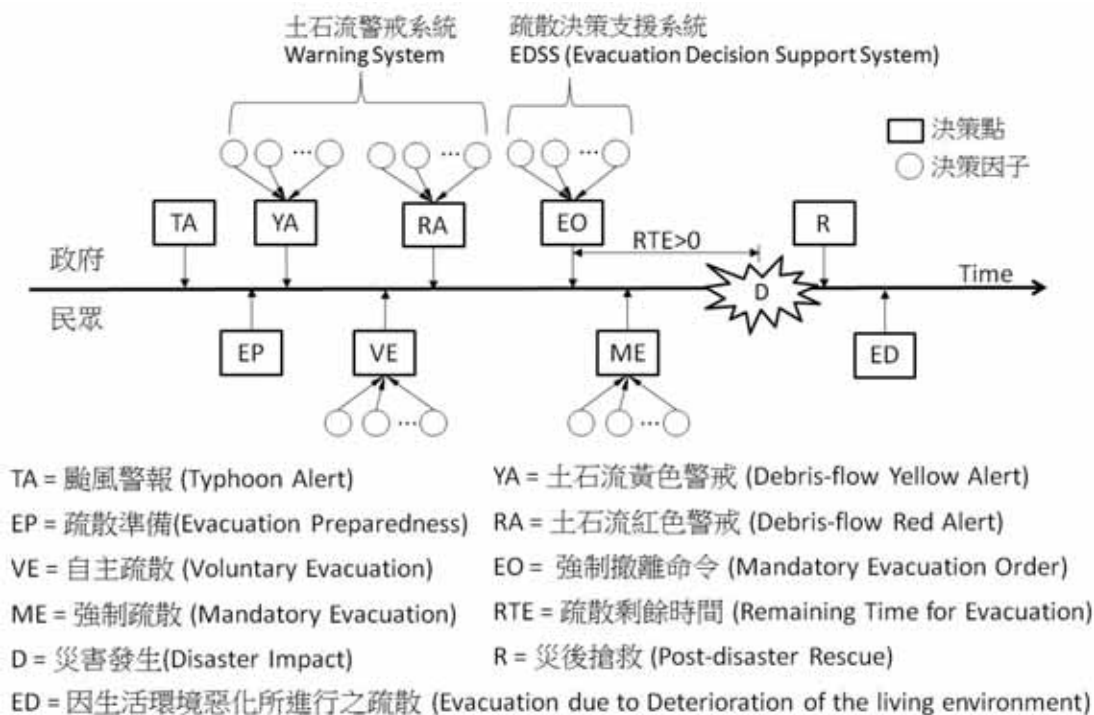 土石流警戒系統
Warning System
疏散決策支援系統
EDSS (Evacuation Decision Support System)
決策點
決策因子
TA
YA
RA
EO
R
RTE>0
政府
Time
D
民眾
EP
VE
ME
ED
TA = 颱風警報 (Typhoon Alert)
YA = 土石流黃色警戒 (Debris-flow Yellow Alert)
EP = 疏散準備(Evacuation Preparedness)
RA = 土石流紅色警戒 (Debris-flow Red Alert)
VE = 自主疏散 (Voluntary Evacuation)
EO = 強制撤離命令 (Mandatory Evacuation Order)
ME = 強制疏散 (Mandatory Evacuation)
RTE = 疏散剩餘時間 (Remaining Time for Evacuation)
D = 災害發生(Disaster Impact)
R = 災後搶救 (Post-disaster Rescue)
ED = 因生活環境惡化所進行之疏散 (Evacuation due to Deterioration of the living environment)